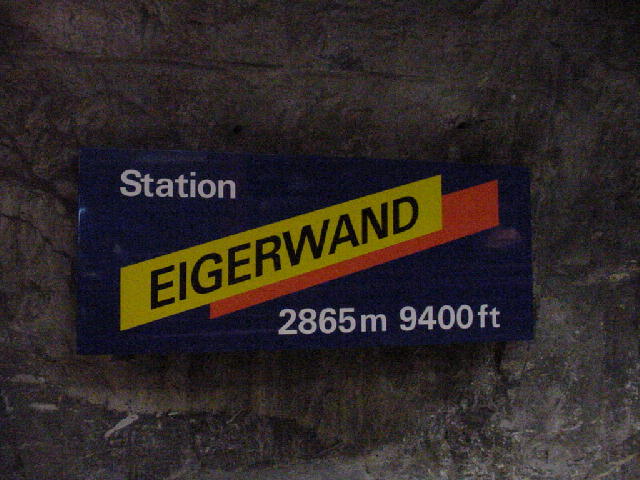 Station
EIGERWAND
2865m 9400ft